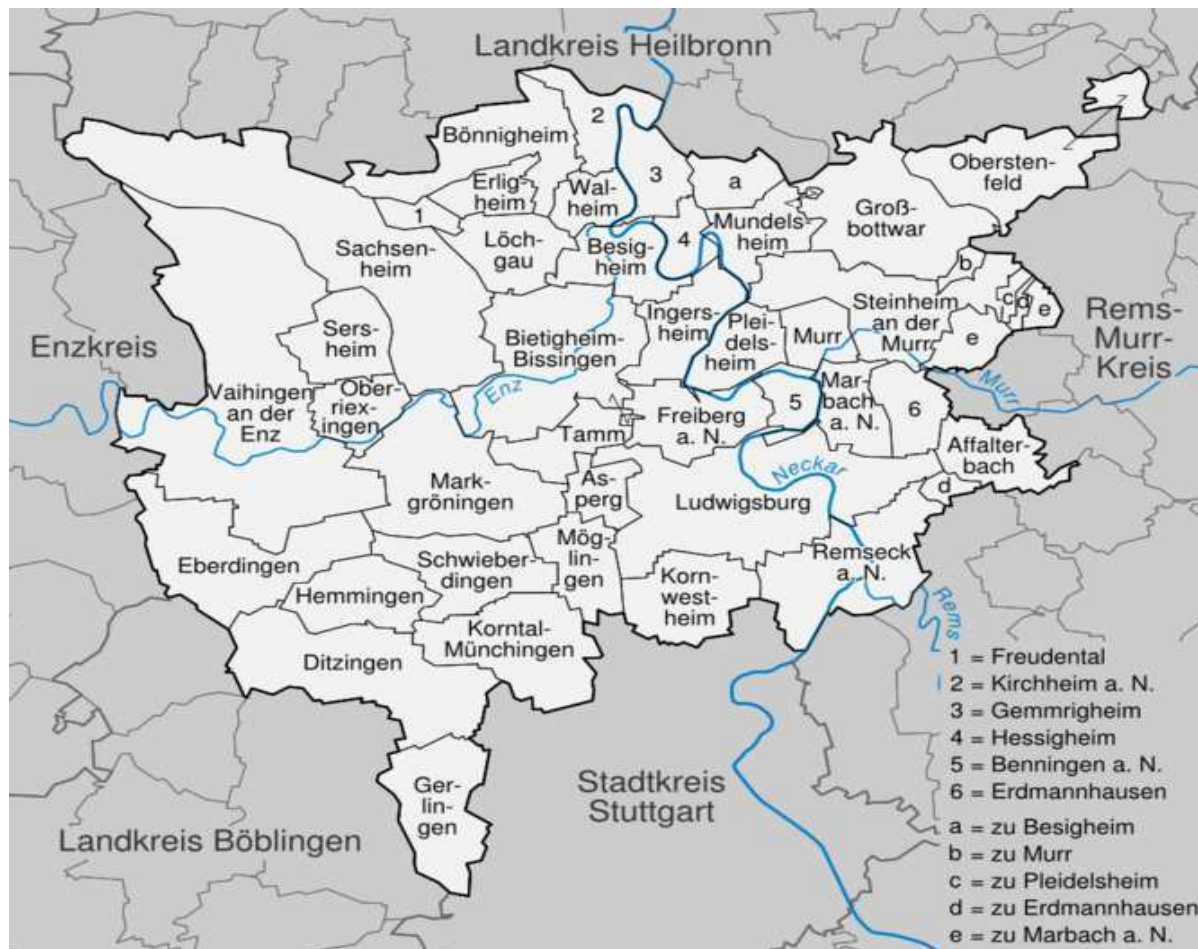 Landkreis Heilbronn
2
Bönnigheim
Obersten-
feld
Erlig-
heim
Wal-
heim
3
a
Groß-
bottwar
1
Mundels-
heim
Sachsen-
heim
Löch-
gau
Besig-
heim
4
b
c
d
e
Steinheim
an der
Murr
Rems-
Murr-
Kreis
Enzkreis
Sers-
heim
Bietigheim-
Bissingen
Ingers-
heim
Plei-
dels-
heim
Murr
e
Murr
Vaihingen
an der
Enz
Ober-
riex-
ingen
Enz
Mar-
bach
a. N.
5
6
Freiberg
a. N.
Tamm
Affalter-
bach
Neckar
d
Mark-
gröningen
As-
perg
Ludwigsburg
Eberdingen
Schwieber-
dingen
Mög-
lin-
gen
Remseck
a. N.
Korn-
west-
heim
Hemmingen
Rems
Ditzingen
Korntal-
Münchingen
Ger-
lin-
gen
Stadtkreis
Stuttgart
Landkreis Böblingen
1 = Freudental
2 = Kirchheim a. N.
3 = Gemmrigheim
4 = Hessigheim
5 = Benningen a. N.
6 = Erdmannhausen
a = zu Besigheim
b = zu Murr
c = zu Pleidelsheim
d = zu Erdmannhausen
e = zu Marbach a. N.